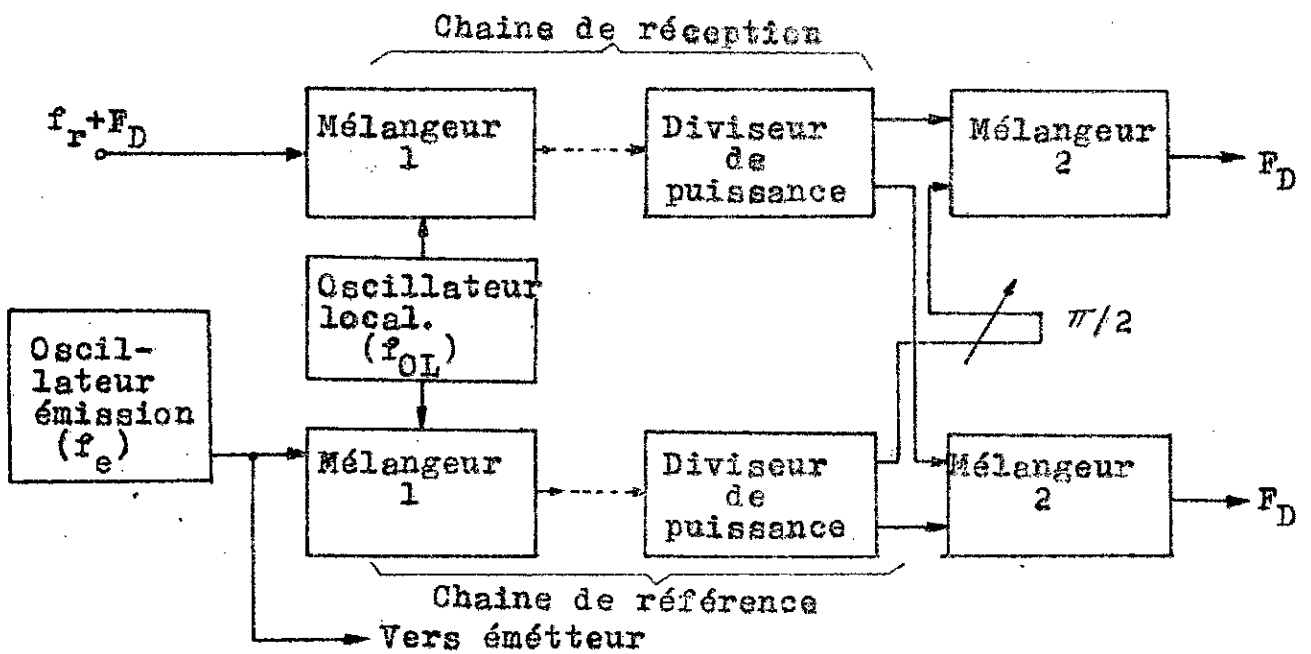 Chaine de réception
f_r+F_D
Mélangeur
1
Diviseur
de
puissance
Mélangeur
2
F_D
Oscillateur
local.
(f_OL)
π/2
Oscil-
lateur
émission
(f_e)
Mélangeur
1
Diviseur
de
puissance
Mélangeur
2
F_D
Chaine de référence
Vers émétteur